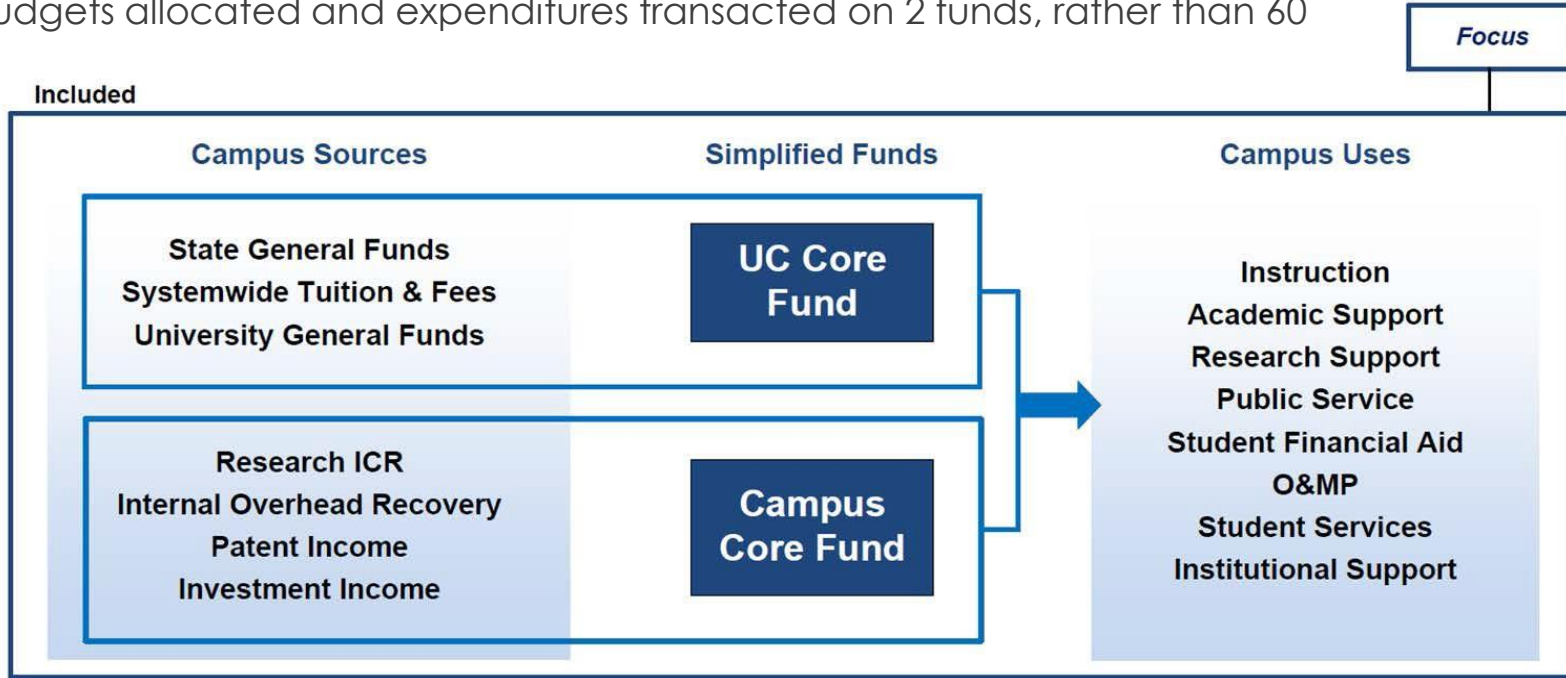 udgets allocated and expenditures transacted on 2 funds, rather than 60
Focus
Included
Campus Sources
Simplified Funds
Campus Uses
State General Funds
Systemwide Tuition & Fees
University General Funds
UC Core
Fund
Research ICR
Internal Overhead Recovery
Patent Income
Investment Income
Campus
Core Fund
Instruction
Academic Support
Research Support
Public Service
Student Financial Aid
O&MP
Student Services
Institutional Support